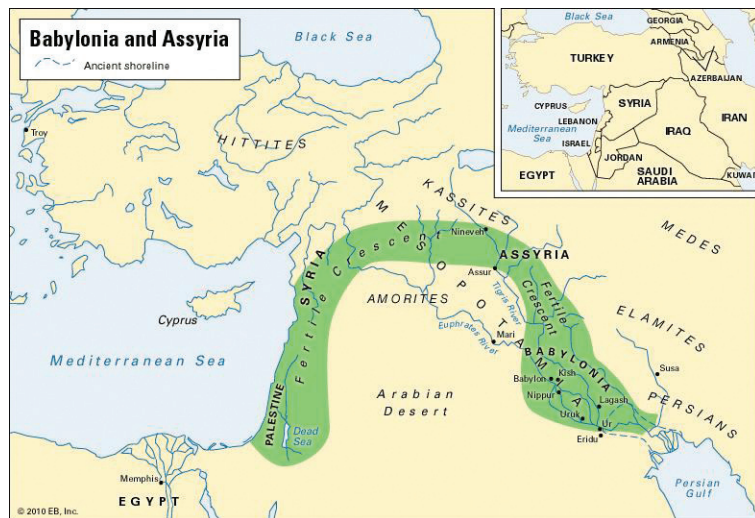 Babylonia and Assyria
Ancient shoreline
Black Sea
Troy
HITTITES
KASSITES
MEDES
MESOPOTAMIA
Nineveh
ASSYRIA
Assur
Fertile Crescent
SYRIA
Fertile
Crescent
Tigris River
AMORITES
ELAMITES
Euphrates River
Mari
Cyprus
BABYLONIA
Mediterranean Sea
Babylon
Kish
Susa
Arabian
Desert
Nippur
Lagash
PERSIANS
Uruk
Ur
Eridu
PALESTINE
Dead
Sea
Memphis
EGYPT
Persian
Gulf
© 2010 EB, Inc.
Black Sea
GEORGIA
ARMENIA
TURKEY
AZERBAIJAN
CYPRUS
SYRIA
LEBANON
IRAN
Mediterranean
Sea
IRAQ
ISRAEL
JORDAN
EGYPT
SAUDI
ARABIA
KUWAI